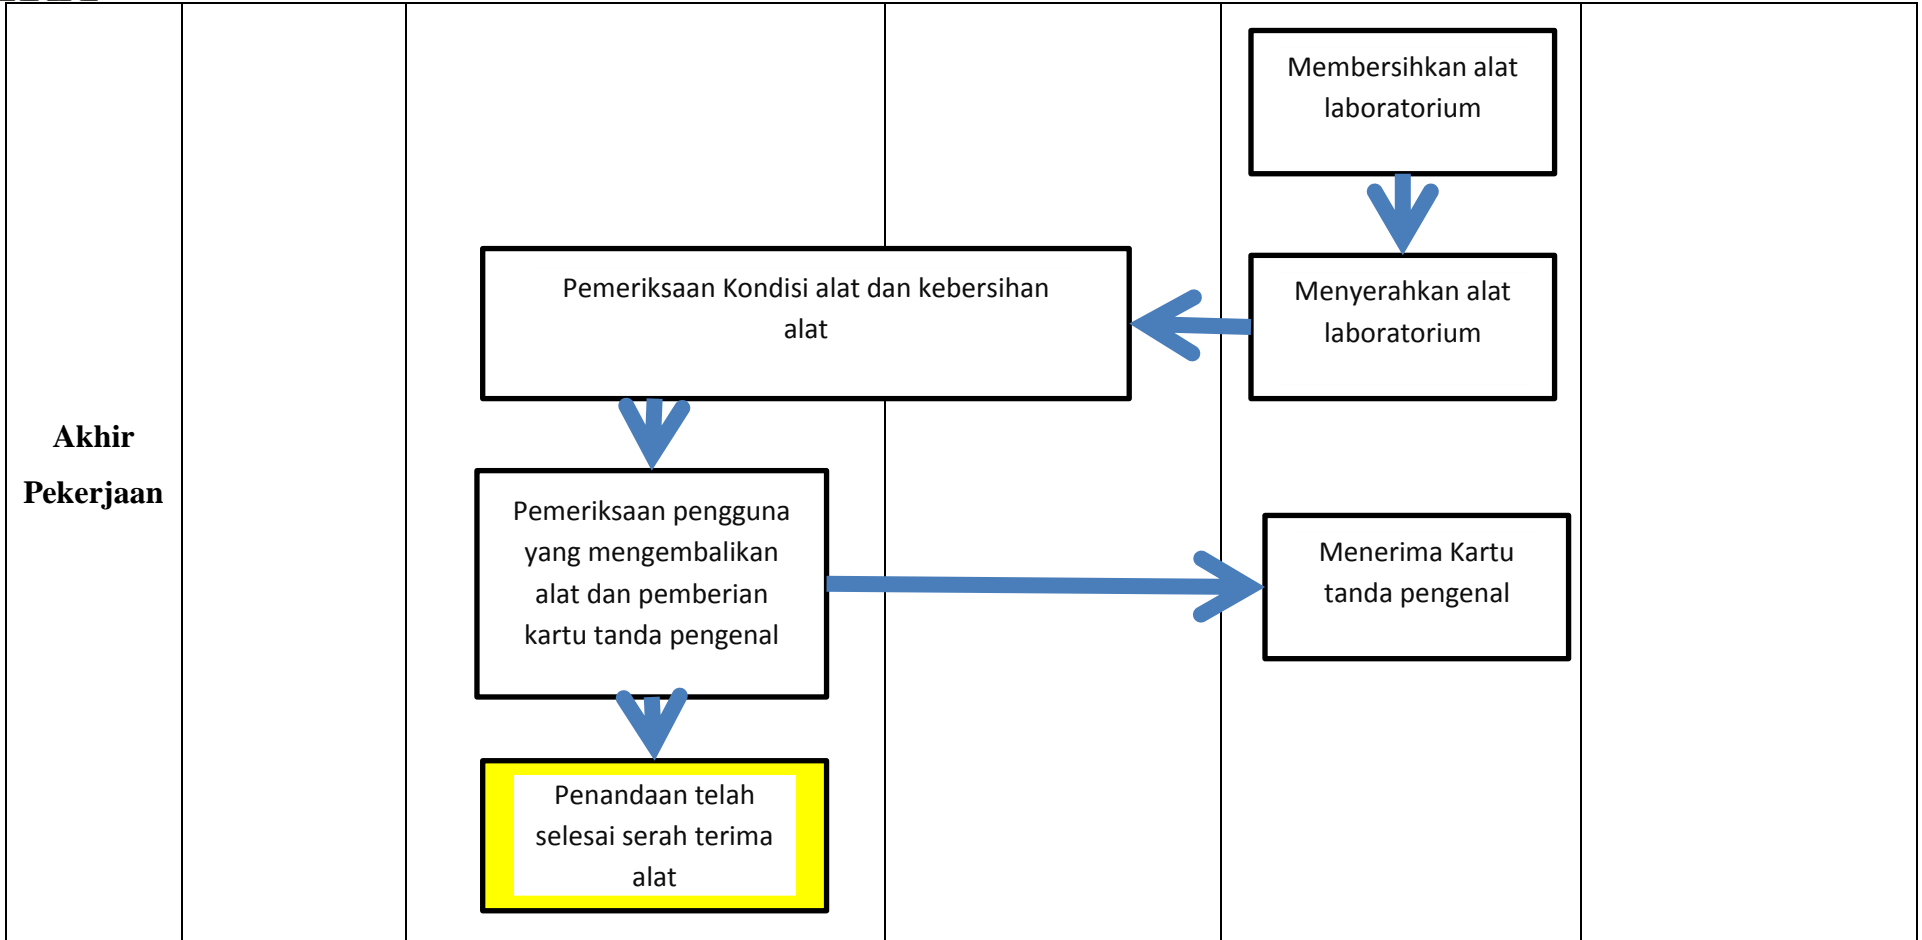 Akhir
Pekerjaan
Membersihkan alat
laboratorium
Menyerahkan alat
laboratorium
Pemeriksaan Kondisi alat dan kebersihan
alat
Pemeriksaan pengguna
yang mengembalikan
alat dan pemberian
kartu tanda pengenal
Menerima Kartu
tanda pengenal
Penandaan telah
selesai serah terima
alat